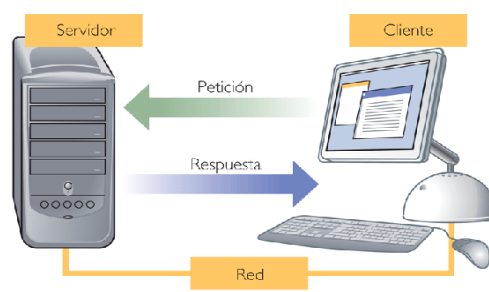 Servidor
Cliente
Petición
Respuesta
Red